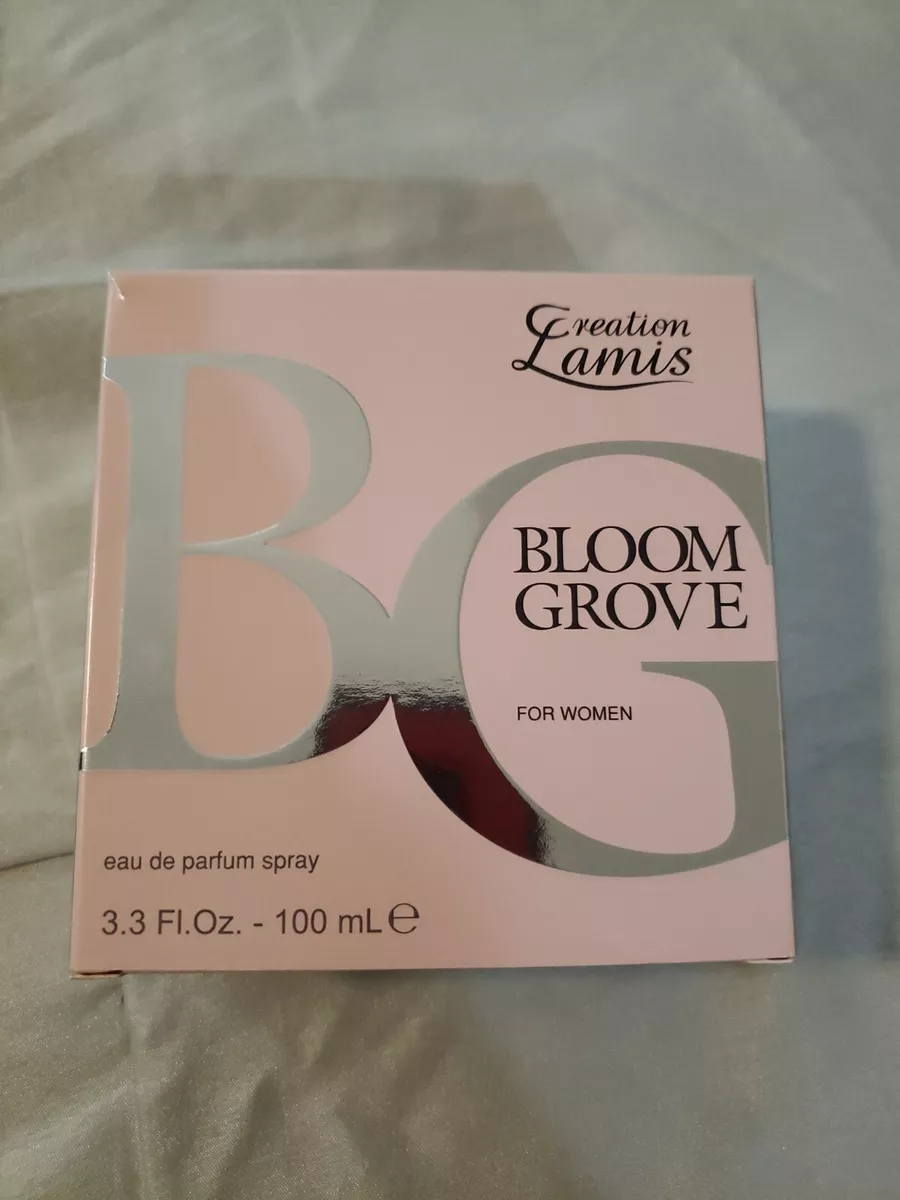 Creation
Lamis
BG
BLOOM
GROVE
FOR WOMEN
eau de parfum spray
3.3 Fl.Oz. - 100 mL ℮